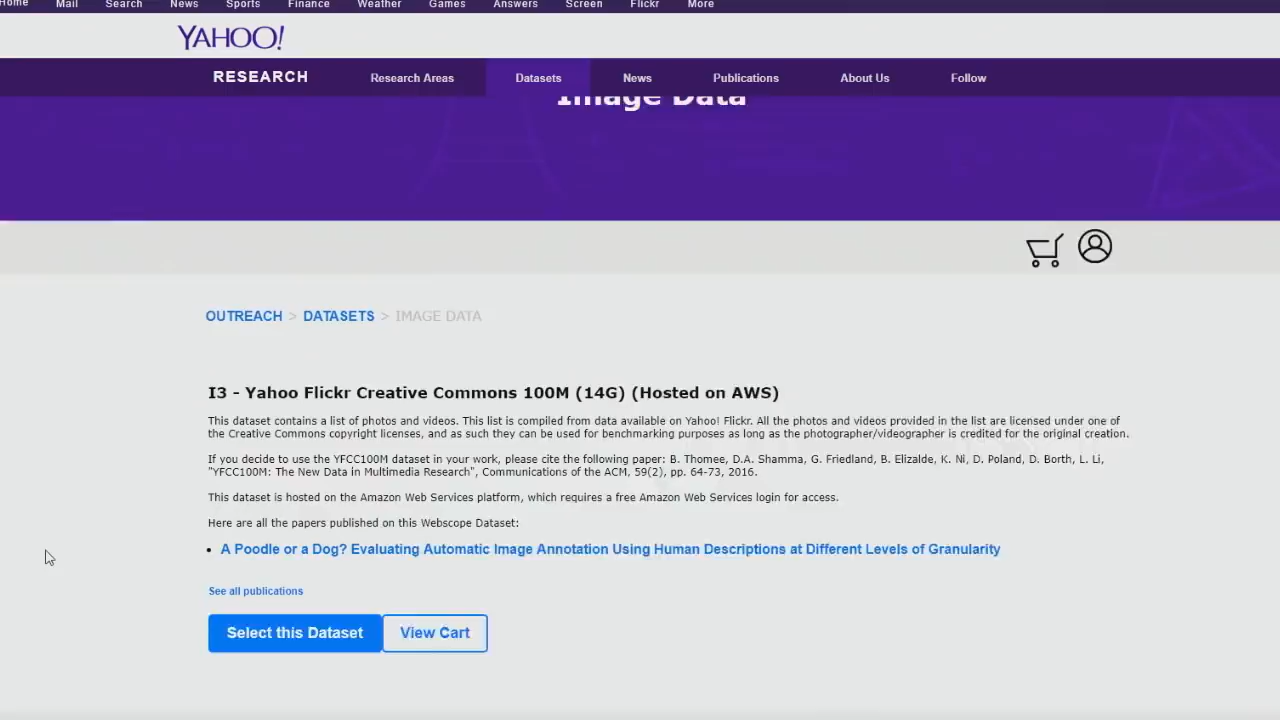 Home Mail Search News Sports Finance Weather Games Answers Screen Flickr More
YAHOO!
RESEARCH Research Areas Datasets News Publications About Us Follow
Image Data
OUTREACH > DATASETS > IMAGE DATA
I3 - Yahoo Flickr Creative Commons 100M (14G) (Hosted on AWS)
This dataset contains a list of photos and videos. This list is compiled from data available on Yahoo! Flickr. All the photos and videos provided in the list are licensed under one of
the Creative Commons copyright licenses, and as such they can be used for benchmarking purposes as long as the photographer/videographer is credited for the original creation.
If you decide to use the YFCC100M dataset in your work, please cite the following paper: B. Thomee, D.A. Shamma, G. Friedland, B. Elizalde, K. Ni, D. Poland, D. Borth, L. Li,
"YFCC100M: The New Data in Multimedia Research", Communications of the ACM, 59(2), pp. 64-73, 2016.
This dataset is hosted on the Amazon Web Services platform, which requires a free Amazon Web Services login for access.
Here are all the papers published on this Webscope Dataset:
• A Poodle or a Dog? Evaluating Automatic Image Annotation Using Human Descriptions at Different Levels of Granularity
See all publications
Select this Dataset View Cart